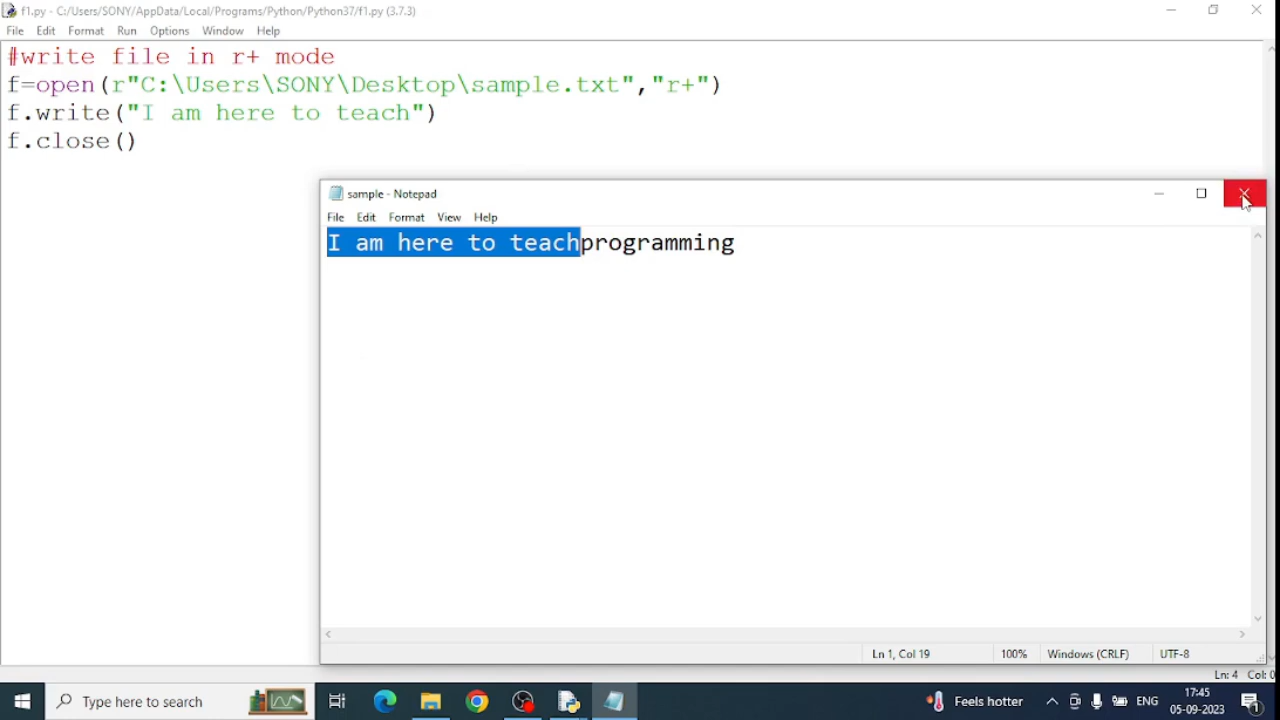 f1.py - C:/Users/SONY/AppData/Local/Programs/Python/Python37/f1.py (3.7.3)
File Edit Format Run Options Window Help
#write file in r+ mode
f=open(r"C:\Users\SONY\Desktop\sample.txt","r+")
f.write("I am here to teach")
f.close()
sample - Notepad
File Edit Format View Help
I am here to teachprogramming
Ln 1, Col 19 100% Windows (CRLF) UTF-8
Ln: 4 Col: 0
Type here to search
Feels hotter ENG 17:45
05-09-2023 1